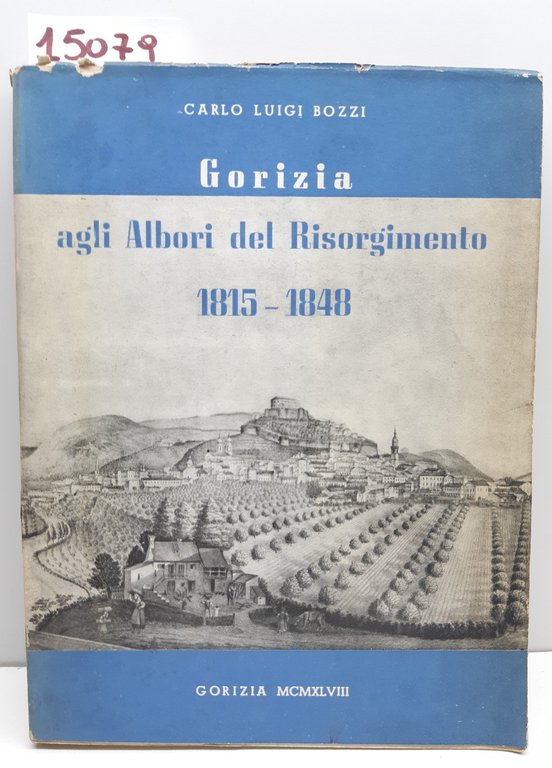 15079
CARLO LUIGI BOZZI
Gorizia
agli Albori del Risorgimento
1815 - 1848
GORIZIA MCMXLVIII